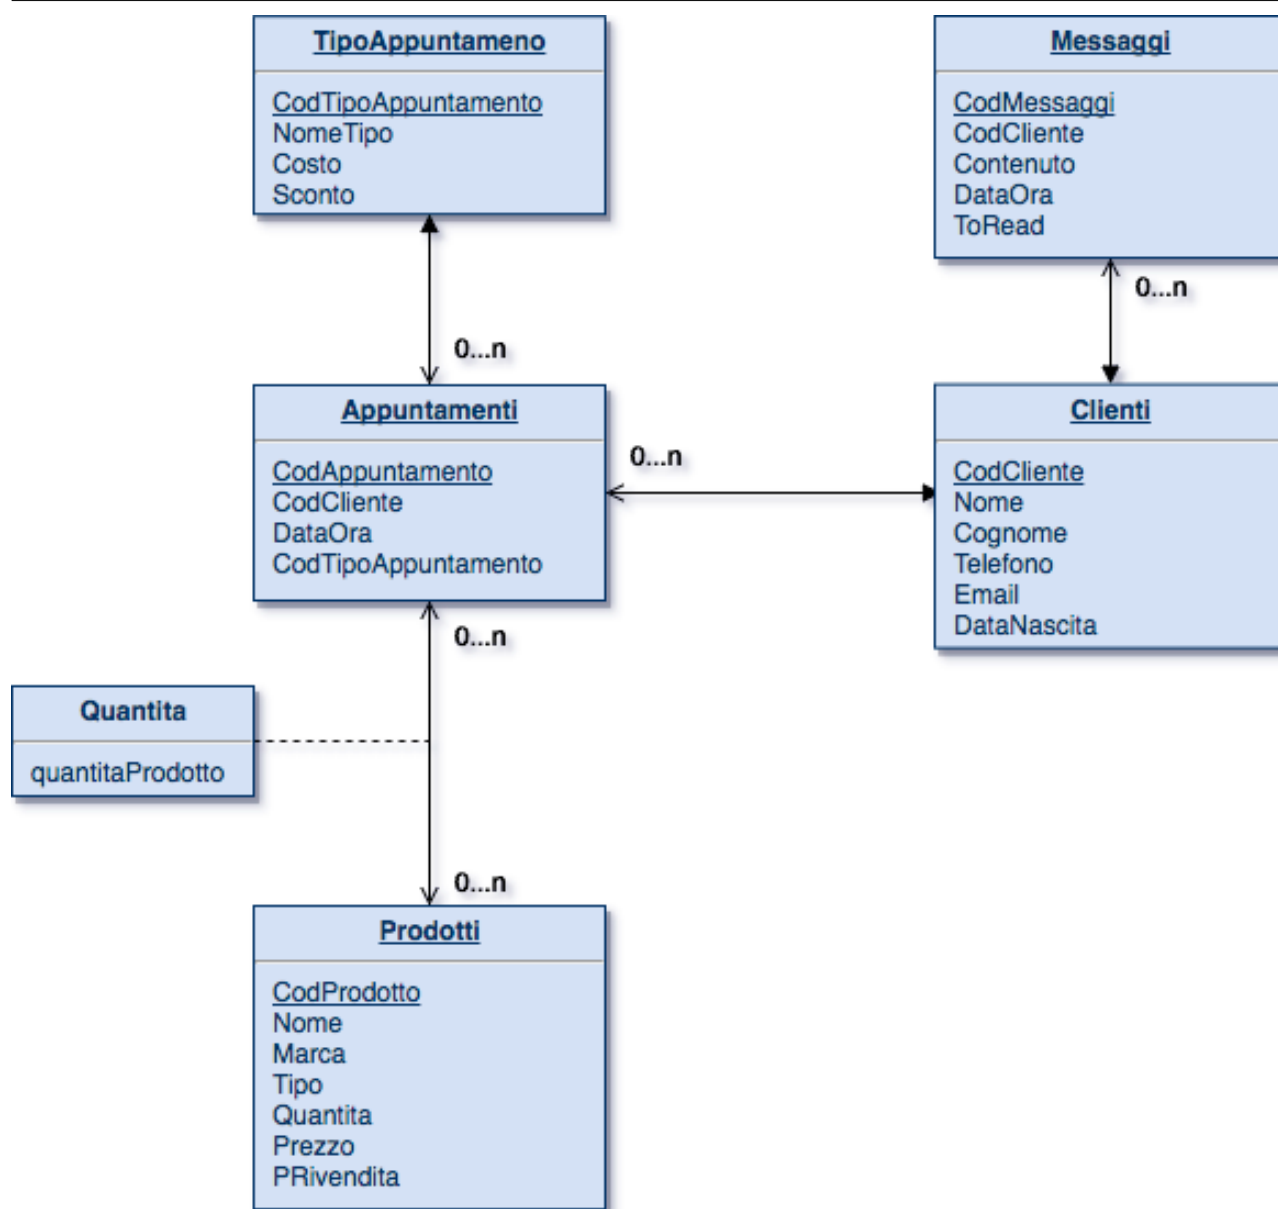 TipoAppuntameno
CodTipoAppuntamento
NomeTipo
Costo
Sconto
Messaggi
CodMessaggi
CodCliente
Contenuto
DataOra
ToRead
0...n
0...n
Appuntamenti
CodAppuntamento
CodCliente
DataOra
CodTipoAppuntamento
0...n
Clienti
CodCliente
Nome
Cognome
Telefono
Email
DataNascita
0...n
Quantita
quantitaProdotto
0...n
Prodotti
CodProdotto
Nome
Marca
Tipo
Quantita
Prezzo
PRivendita